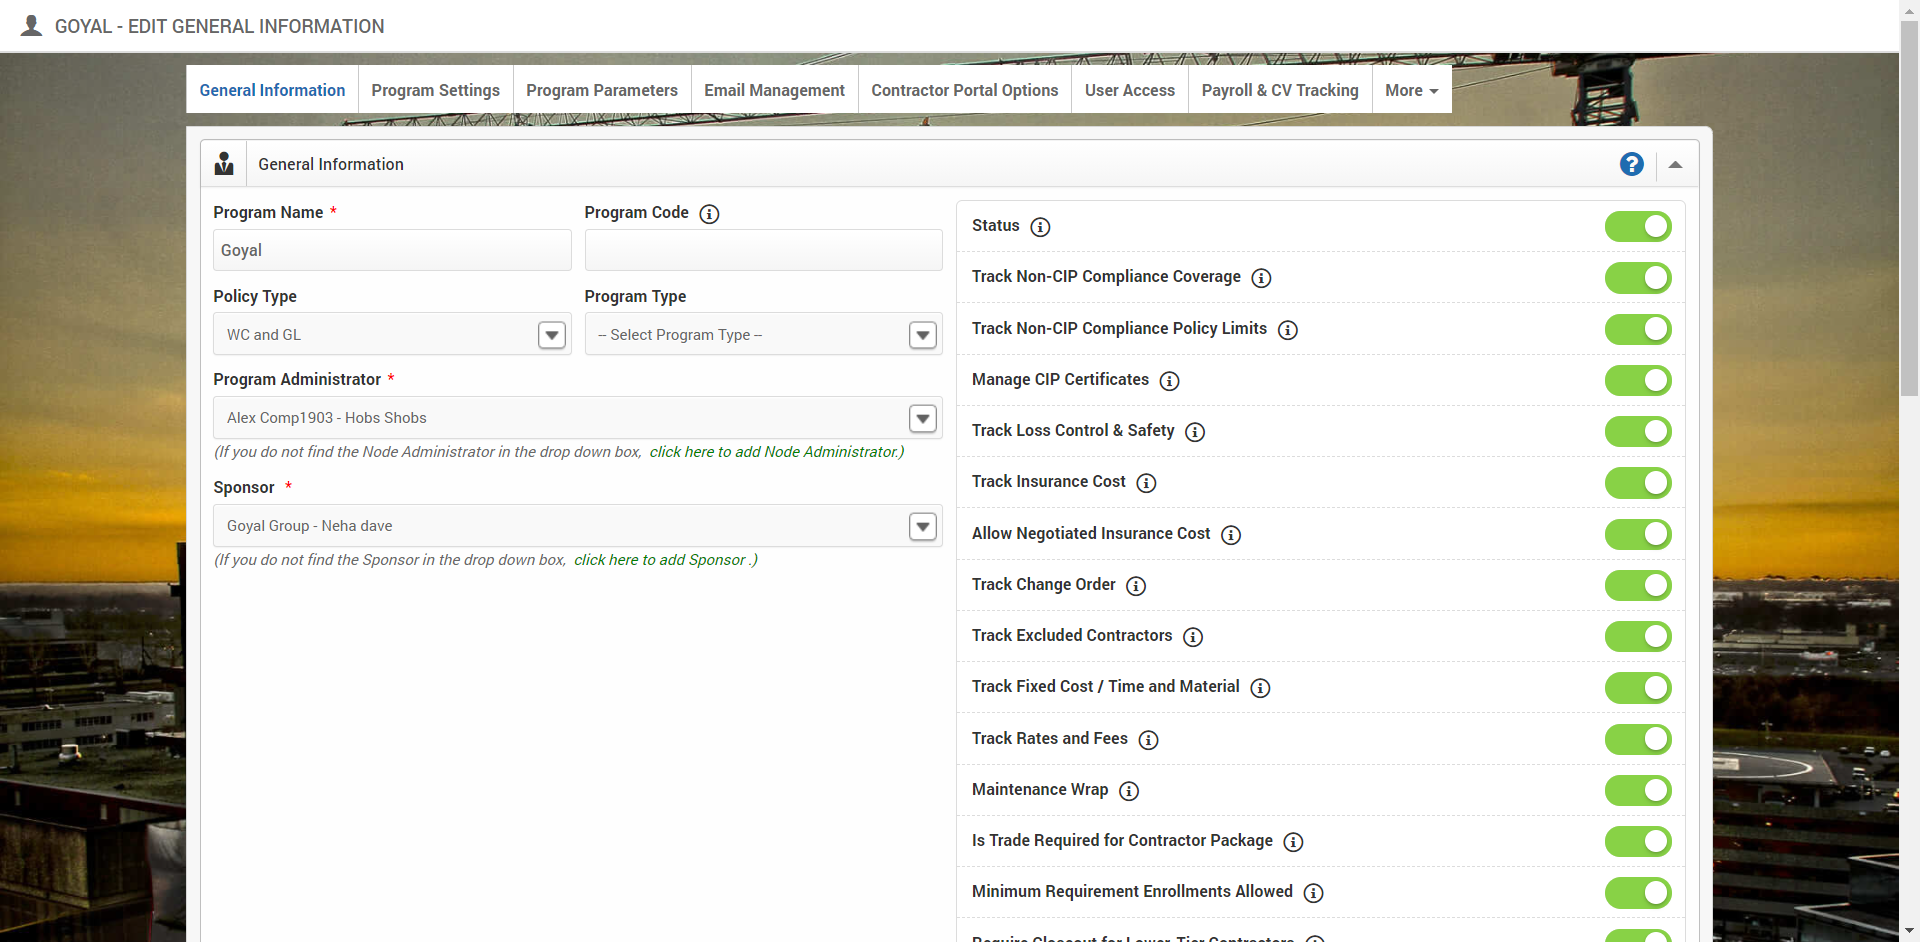 GOYAL - EDIT GENERAL INFORMATION
General Information
Program Settings
Program Parameters
Email Management
Contractor Portal Options
User Access
Payroll & CV Tracking
More
General Information
Program Name *
Program Code
Goyal
Policy Type
Program Type
WC and GL
-- Select Program Type --
Program Administrator *
Alex Comp1903 - Hobs Shobs
(If you do not find the Node Administrator in the drop down box, click here to add Node Administrator.)
Sponsor *
Goyal Group - Neha dave
(If you do not find the Sponsor in the drop down box, click here to add Sponsor .)
Status
Track Non-CIP Compliance Coverage
Track Non-CIP Compliance Policy Limits
Manage CIP Certificates
Track Loss Control & Safety
Track Insurance Cost
Allow Negotiated Insurance Cost
Track Change Order
Track Excluded Contractors
Track Fixed Cost / Time and Material
Track Rates and Fees
Maintenance Wrap
Is Trade Required for Contractor Package
Minimum Requirement Enrollments Allowed
Require Closeout for Lower-Tier Contractors